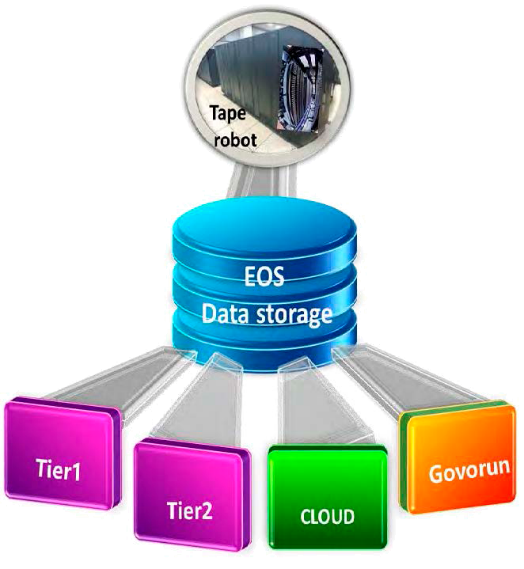 Tape
robot
EOS
Data storage
Tier1
Tier2
CLOUD
Govorun